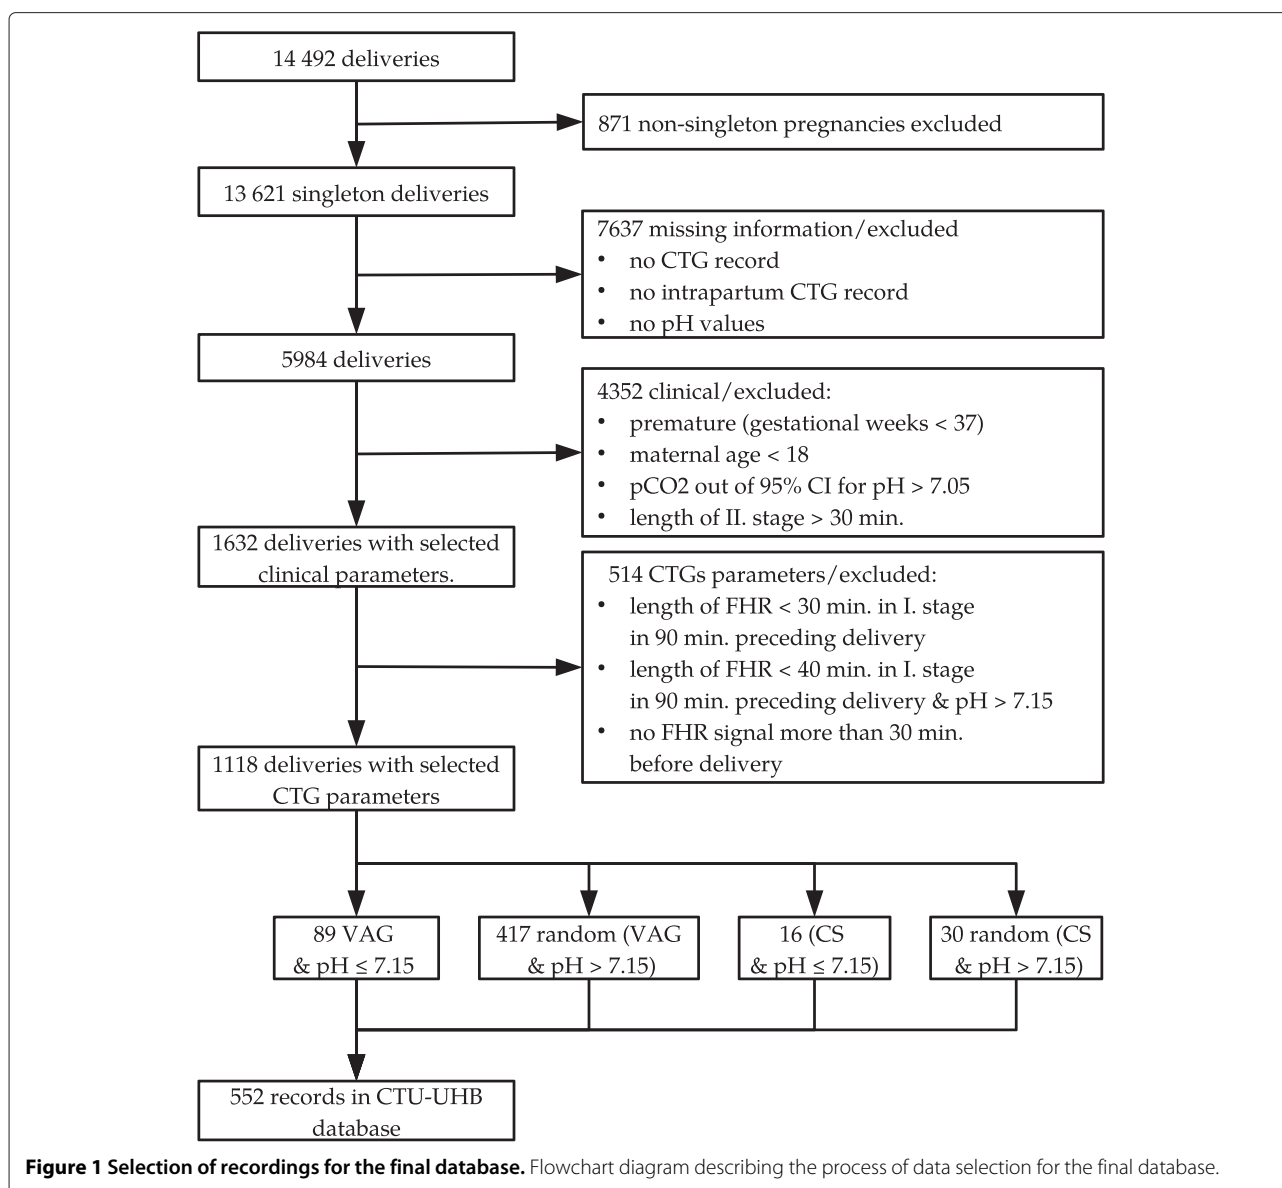 14 492 deliveries
871 non-singleton pregnancies excluded
13 621 singleton deliveries
7637 missing information/excluded
• no CTG record
• no intrapartum CTG record
• no pH values
5984 deliveries
4352 clinical/excluded:
• premature (gestational weeks < 37)
• maternal age < 18
• pCO2 out of 95% CI for pH > 7.05
• length of II. stage > 30 min.
1632 deliveries with selected
clinical parameters.
514 CTGs parameters/excluded:
• length of FHR < 30 min. in I. stage
in 90 min. preceding delivery
• length of FHR < 40 min. in I. stage
in 90 min. preceding delivery & pH > 7.15
• no FHR signal more than 30 min.
before delivery
1118 deliveries with selected
CTG parameters
89 VAG
& pH ≤ 7.15
417 random (VAG
& pH > 7.15)
16 (CS
& pH ≤ 7.15)
30 random (CS
& pH > 7.15)
552 records in CTU-UHB
database
Figure 1 Selection of recordings for the final database. Flowchart diagram describing the process of data selection for the final database.